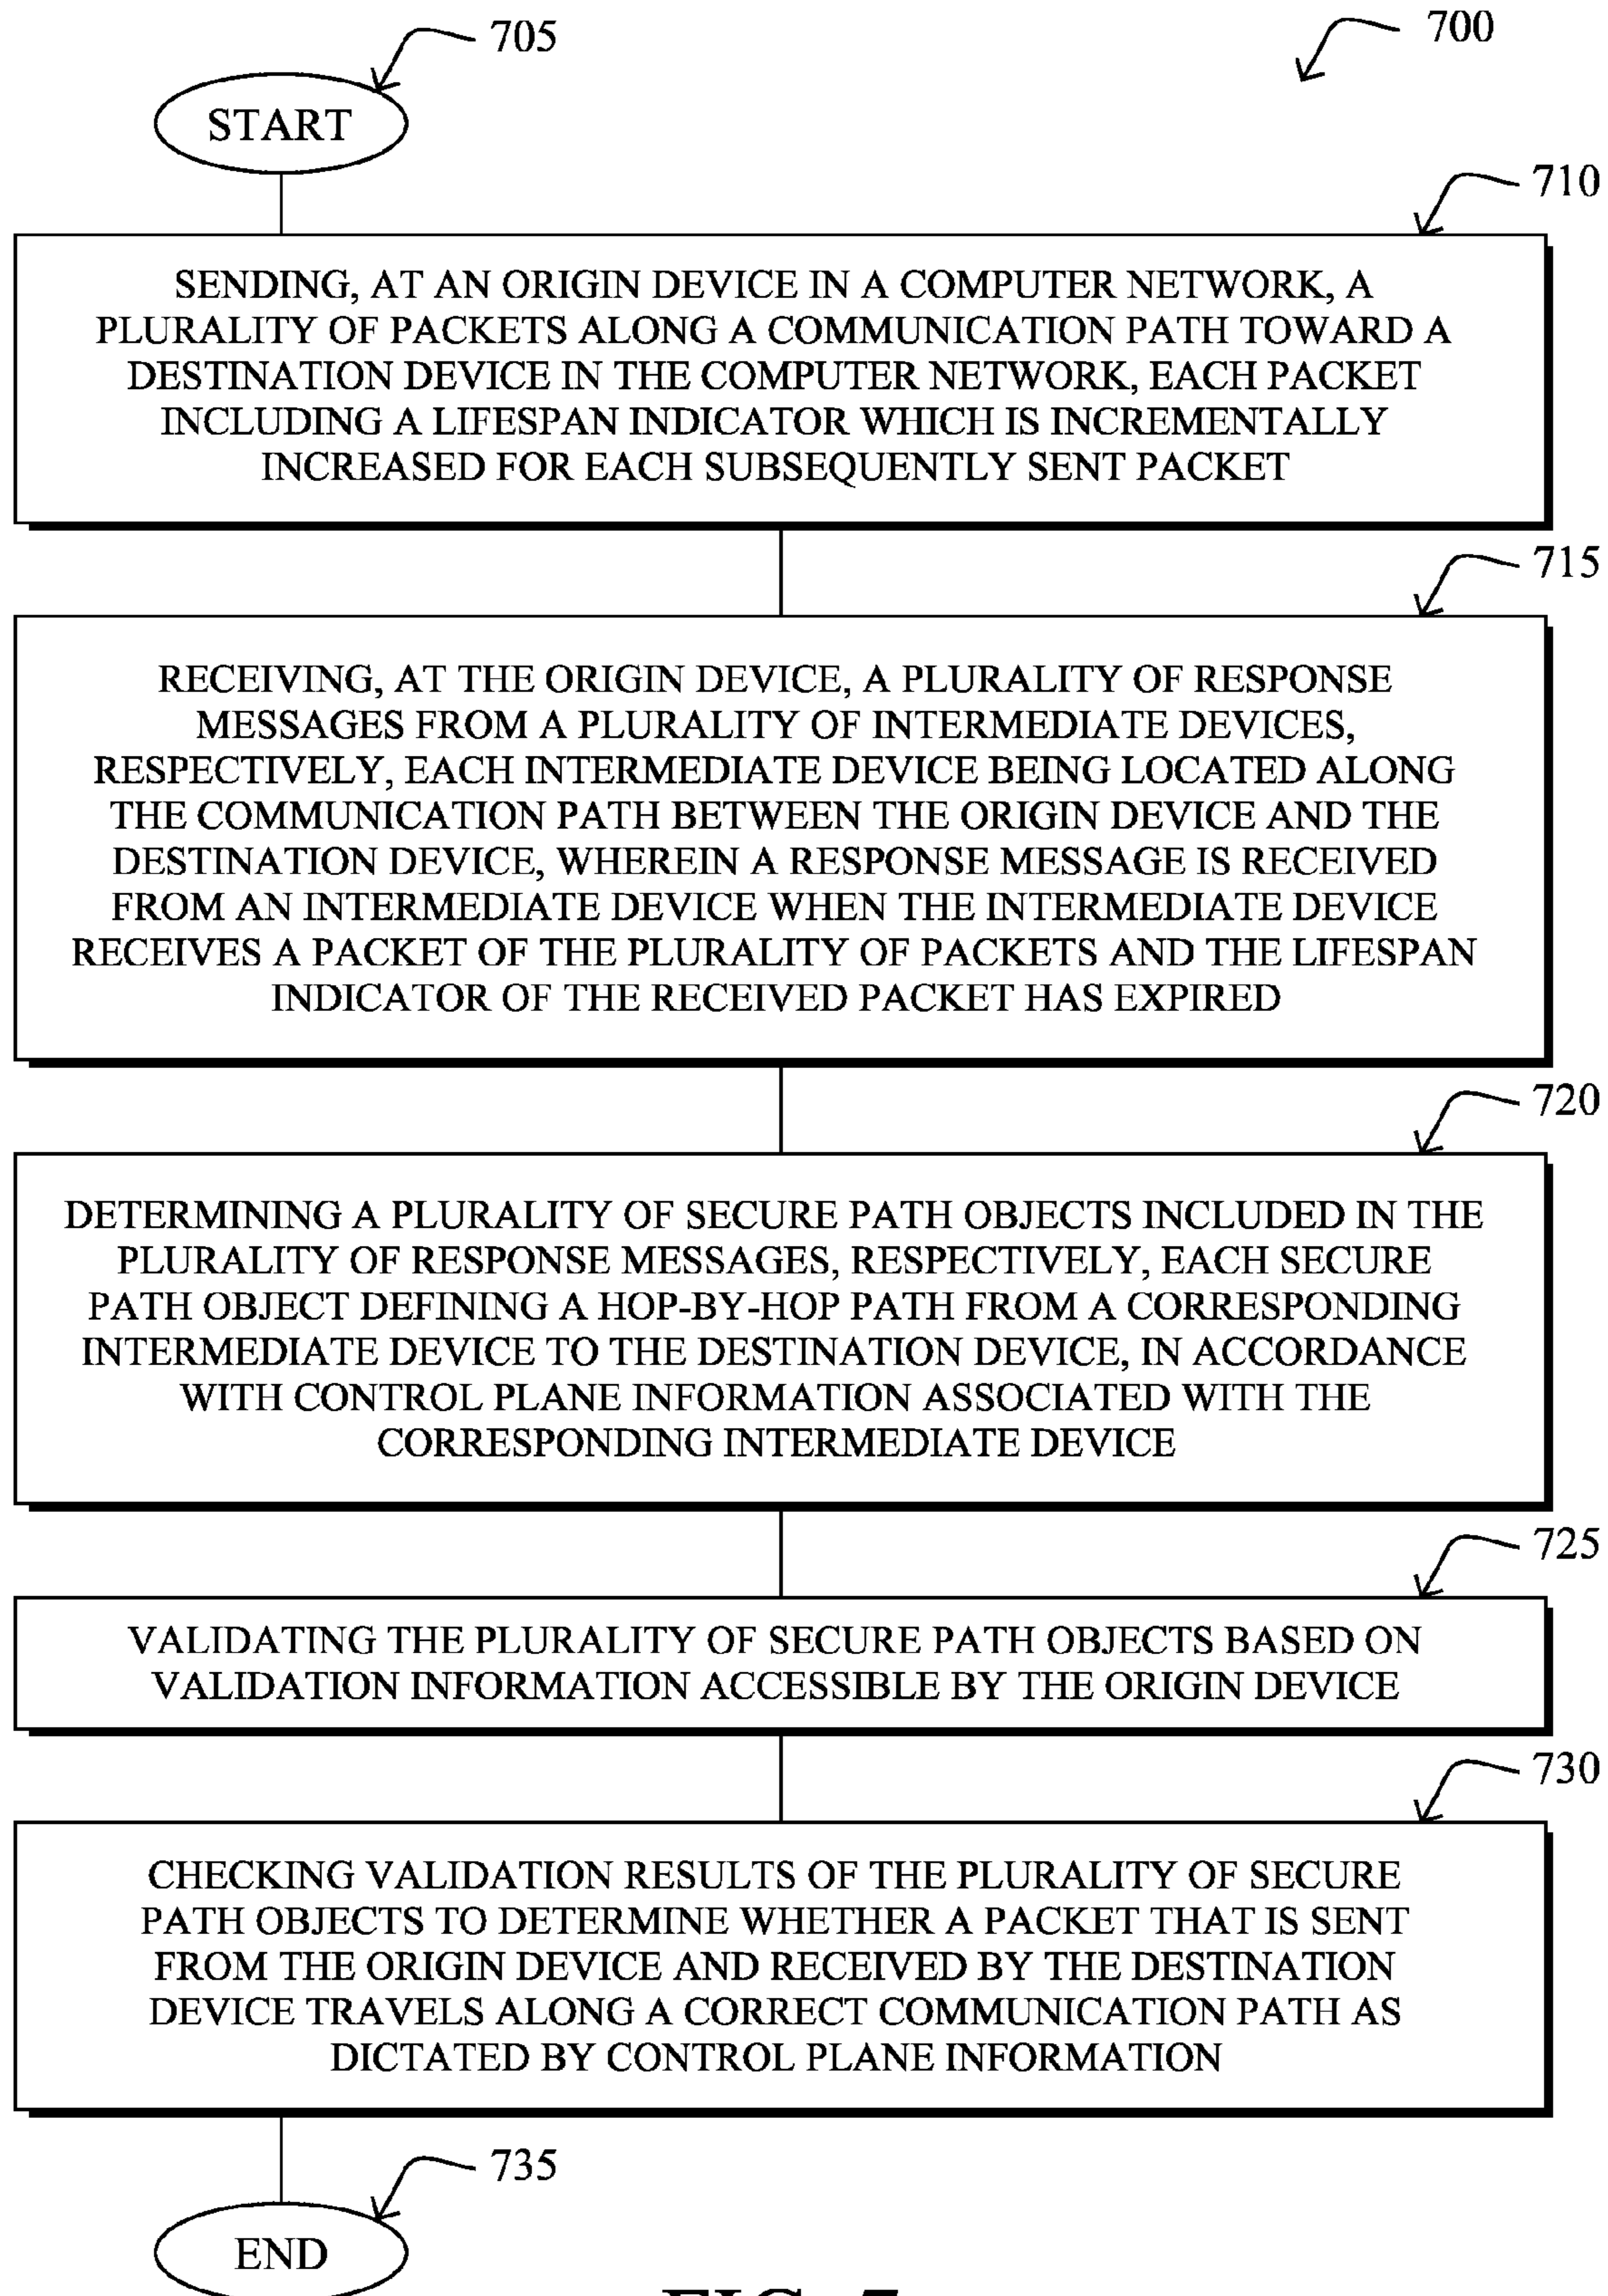 705
700
START
710
SENDING, AT AN ORIGIN DEVICE IN A COMPUTER NETWORK, A
PLURALITY OF PACKETS ALONG A COMMUNICATION PATH TOWARD A
DESTINATION DEVICE IN THE COMPUTER NETWORK, EACH PACKET
INCLUDING A LIFESPAN INDICATOR WHICH IS INCREMENTALLY
INCREASED FOR EACH SUBSEQUENTLY SENT PACKET
715
RECEIVING, AT THE ORIGIN DEVICE, A PLURALITY OF RESPONSE
MESSAGES FROM A PLURALITY OF INTERMEDIATE DEVICES,
RESPECTIVELY, EACH INTERMEDIATE DEVICE BEING LOCATED ALONG
THE COMMUNICATION PATH BETWEEN THE ORIGIN DEVICE AND THE
DESTINATION DEVICE, WHEREIN A RESPONSE MESSAGE IS RECEIVED
FROM AN INTERMEDIATE DEVICE WHEN THE INTERMEDIATE DEVICE
RECEIVES A PACKET OF THE PLURALITY OF PACKETS AND THE LIFESPAN
INDICATOR OF THE RECEIVED PACKET HAS EXPIRED
720
DETERMINING A PLURALITY OF SECURE PATH OBJECTS INCLUDED IN THE
PLURALITY OF RESPONSE MESSAGES, RESPECTIVELY, EACH SECURE
PATH OBJECT DEFINING A HOP-BY-HOP PATH FROM A CORRESPONDING
INTERMEDIATE DEVICE TO THE DESTINATION DEVICE, IN ACCORDANCE
WITH CONTROL PLANE INFORMATION ASSOCIATED WITH THE
CORRESPONDING INTERMEDIATE DEVICE
725
VALIDATING THE PLURALITY OF SECURE PATH OBJECTS BASED ON
VALIDATION INFORMATION ACCESSIBLE BY THE ORIGIN DEVICE
730
CHECKING VALIDATION RESULTS OF THE PLURALITY OF SECURE
PATH OBJECTS TO DETERMINE WHETHER A PACKET THAT IS SENT
FROM THE ORIGIN DEVICE AND RECEIVED BY THE DESTINATION
DEVICE TRAVELS ALONG A CORRECT COMMUNICATION PATH AS
DICTATED BY CONTROL PLANE INFORMATION
735
END